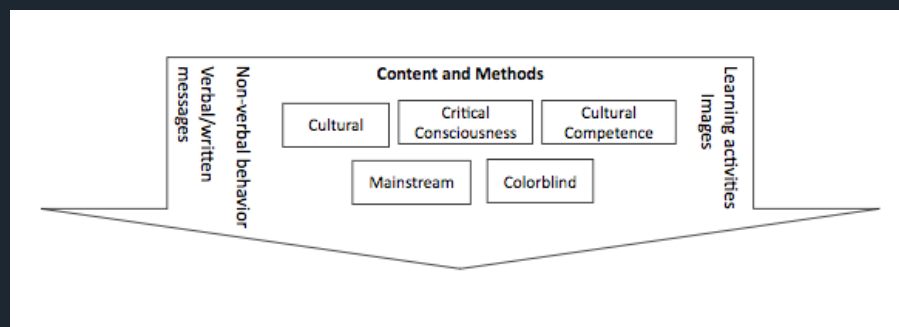 Content and Methods
Verbal/written
messages
Non-verbal behavior
Cultural
Critical
Consciousness
Cultural
Competence
Mainstream
Colorblind
Learning activities
Images